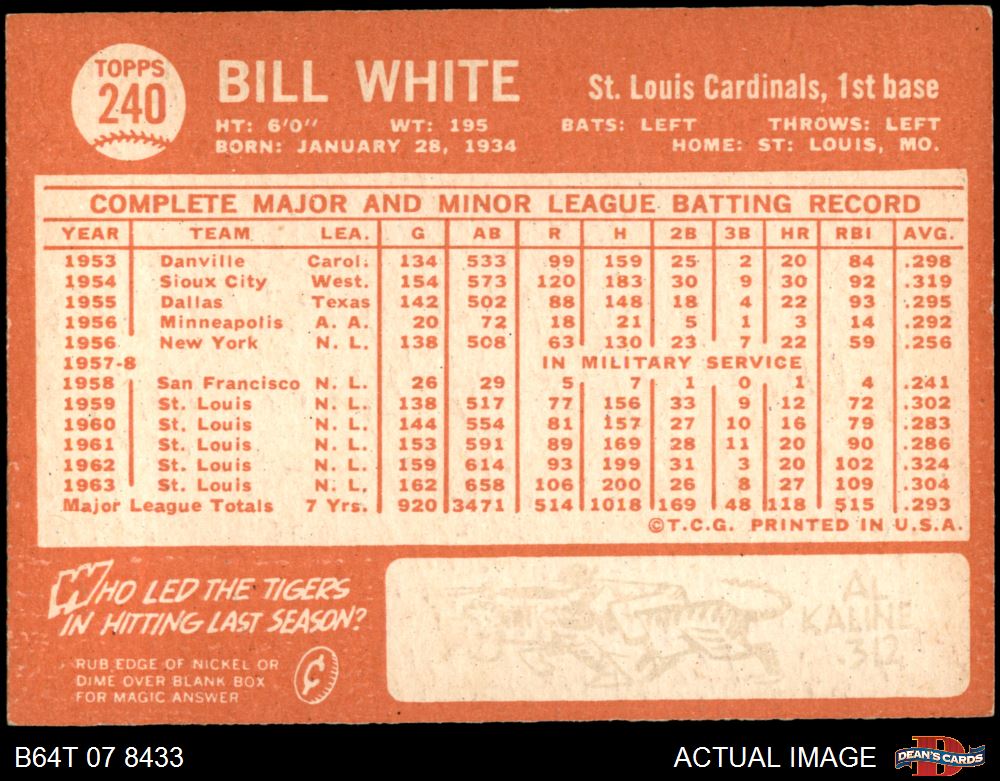 TOPPS
240
BILL WHITE
St. Louis Cardinals, 1st base
HT: 6'0" WT: 195 BATS: LEFT THROWS: LEFT
BORN: JANUARY 28, 1934 HOME: ST: LOUIS, MO.
COMPLETE MAJOR AND MINOR LEAGUE BATTING RECORD
YEAR TEAM LEA. G AB R H 2B 3B HR RBI AVG.
1953 Danville Carol. 134 533 99 159 25 2 20 84 .298
1954 Sioux City West. 154 573 120 183 30 9 30 92 .319
1955 Dallas Texas 142 502 88 148 18 4 22 93 .295
1956 Minneapolis A. A. 20 72 18 21 5 1 3 14 .292
1956 New York N. L. 138 508 63 130 23 7 22 59 .256
1957-8 IN MILITARY SERVICE
1958 San Francisco N. L. 26 29 5 7 1 0 1 4 .241
1959 St. Louis N. L. 138 517 77 156 33 9 12 72 .302
1960 St. Louis N. L. 144 554 81 157 27 10 16 79 .283
1961 St. Louis N. L. 153 591 89 169 28 11 20 90 .286
1962 St. Louis N. L. 159 614 93 199 31 3 20 102 .324
1963 St. Louis N. L. 162 658 106 200 26 8 27 109 .304
Major League Totals 7 Yrs. 920 3471 514 1018 169 48 118 515 .293
©T.C.G. PRINTED IN U.S.A.
WHO LED THE TIGERS
IN HITTING LAST SEASON?
RUB EDGE OF NICKEL OR
DIME OVER BLANK BOX
FOR MAGIC ANSWER
AL
KALINE
.312
B64T 07 8433 ACTUAL IMAGE
DEAN'S CARDS